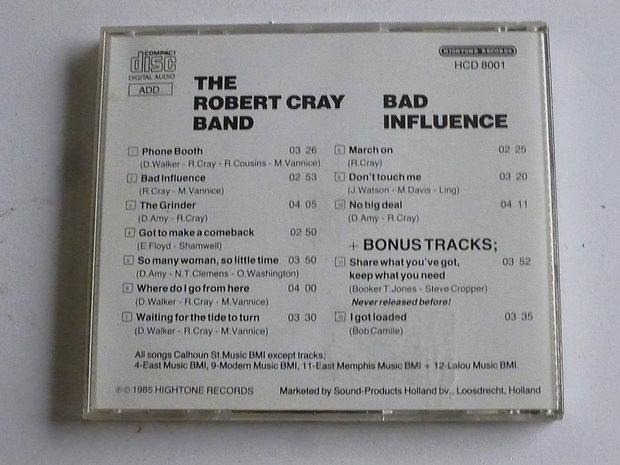 COMPACT
disc
DIGITAL AUDIO
ADD
THE
ROBERT CRAY
BAND
BAD
INFLUENCE
HIGHTONE RECORDS
HCD 8001
1 Phone Booth 03 26
(D.Walker - R.Cray - R.Cousins - M.Vannice)
2 Bad Influence 02 53
(R.Cray - M.Vannice)
3 The Grinder 04 05
(D.Amy - R.Cray)
4 Got to make a comeback 02 50
(E.Floyd - Shamwell)
5 So many woman, so little time 03 50
(D.Amy - N.T.Clemens - O.Washington)
6 Where do I go from here 04 00
(D.Walker - R.Cray - M.Vannice)
7 Waiting for the tide to turn 03 30
(D.Walker - R.Cray - M.Vannice)
8 March on 02 25
(R.Cray)
9 Don't touch me 03 20
(J.Watson - M.Davis - Ling)
10 No big deal 04 11
(D.Amy - R.Cray)
+ BONUS TRACKS;
11 Share what you've got, 03 52
keep what you need
(Booker T.Jones - Steve Cropper)
Never released before!
12 I got loaded 03 35
(Bob.Camile)
All songs Calhoun St.Music BMI except tracks;
4-East Music BMI, 9-Modern Music BMI, 11-East Memphis Music BMI + 12-Lalou Music BMI.
℗ © 1985 HIGHTONE RECORDS
Marketed by Sound-Products Holland bv., Loosdrecht, Holland